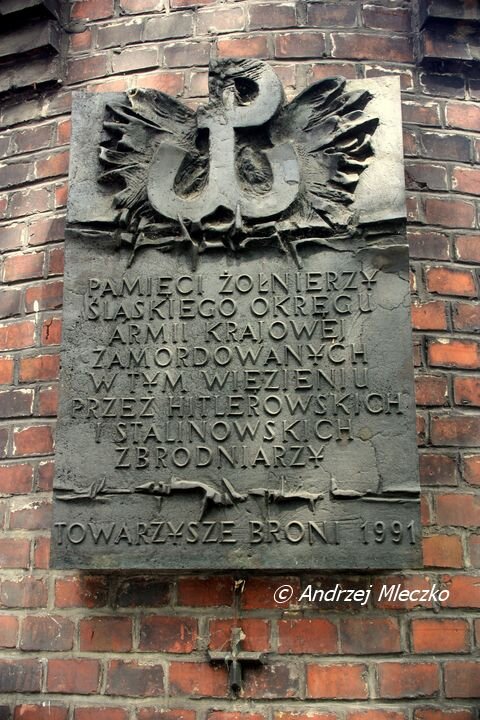 PAMIĘCI ŻOŁNIERZY
ŚLĄSKIEGO OKRĘGU
ARMII KRAJOWEJ
ZAMORDOWANYCH
W TYM WIĘZIENIU
PRZEZ HITLEROWSKICH
I STALINOWSKICH
ZBRODNIARZY
TOWARZYSZE BRONI 1991
© Andrzej Mleczko